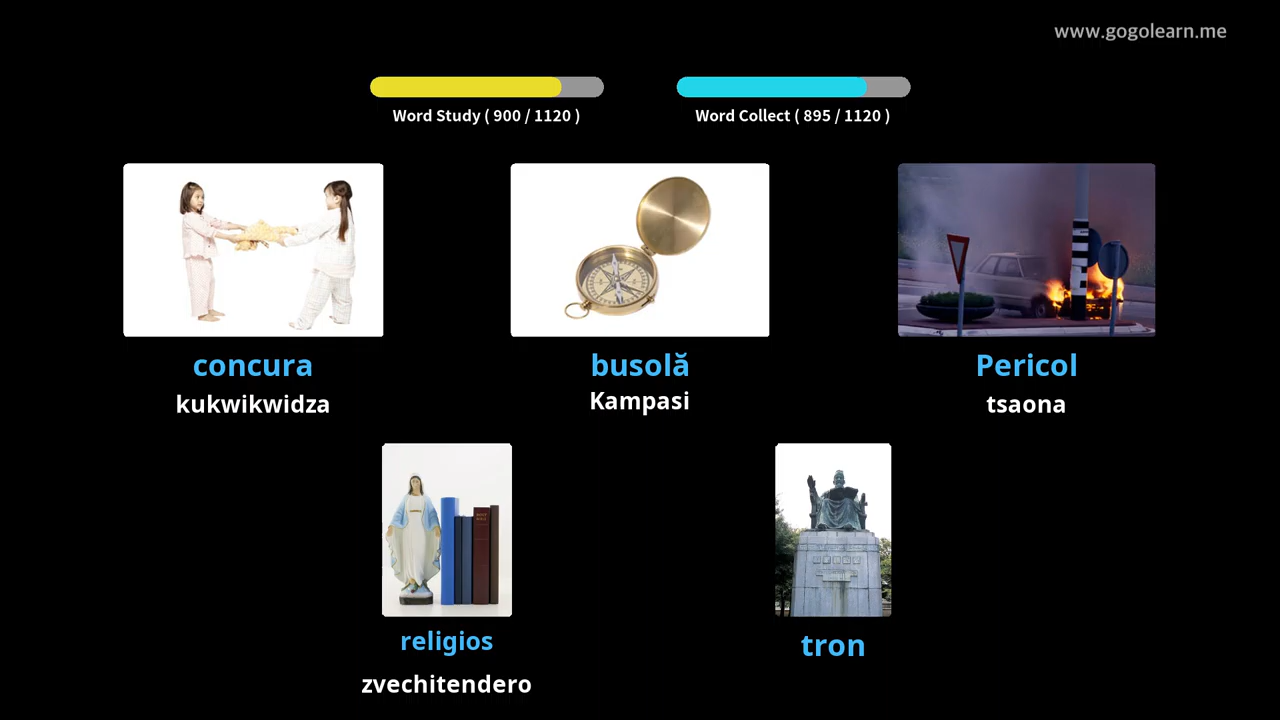 www.gogolearn.me
Word Study ( 900 / 1120 )
Word Collect ( 895 / 1120 )
concura
kukwikwidza
busolă
Kampasi
Pericol
tsaona
religios
zvechitendero
tron